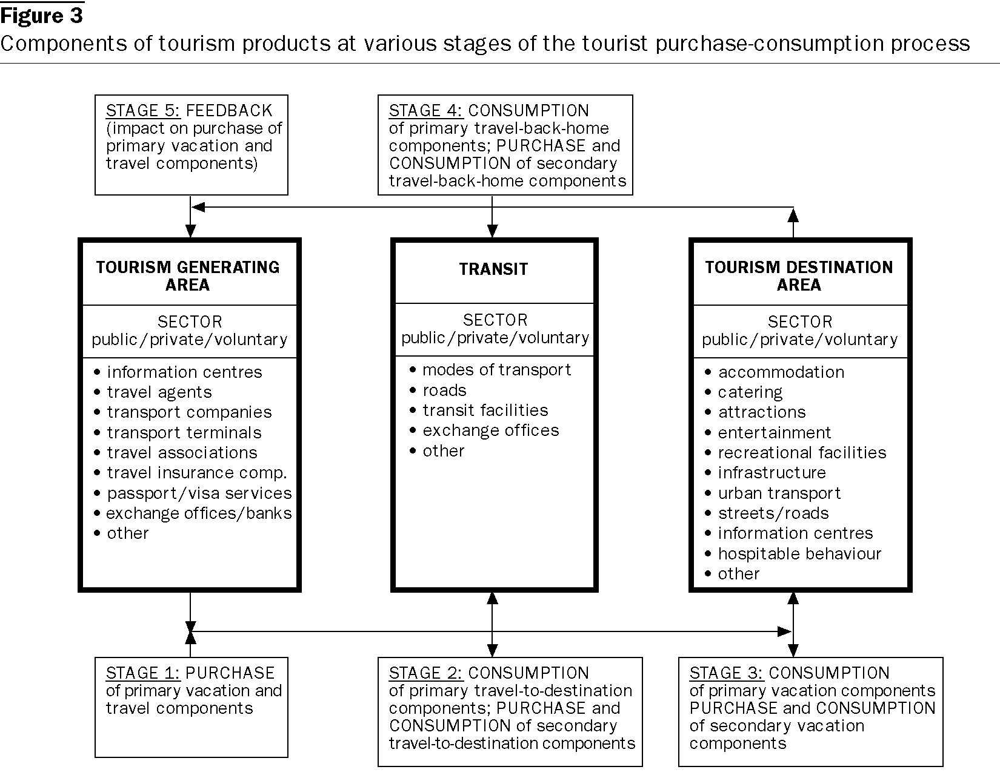 Figure 3
Components of tourism products at various stages of the tourist purchase-consumption process
STAGE 5: FEEDBACK
(impact on purchase of
primary vacation and
travel components)
STAGE 4: CONSUMPTION
of primary travel-back-home
components; PURCHASE and
CONSUMPTION of secondary
travel-back-home components
TOURISM GENERATING
AREA
SECTOR
public/private/voluntary
• information centres
• travel agents
• transport companies
• transport terminals
• travel associations
• travel insurance comp.
• passport/visa services
• exchange offices/banks
• other
TRANSIT
SECTOR
public/private/voluntary
• modes of transport
• roads
• transit facilities
• exchange offices
• other
TOURISM DESTINATION
AREA
SECTOR
public/private/voluntary
• accommodation
• catering
• attractions
• entertainment
• recreational facilities
• infrastructure
• urban transport
• streets/roads
• information centres
• hospitable behaviour
• other
STAGE 1: PURCHASE
of primary vacation and
travel components
STAGE 2: CONSUMPTION
of primary travel-to-destination
components; PURCHASE and
CONSUMPTION of secondary
travel-to-destination components
STAGE 3: CONSUMPTION
of primary vacation components
PURCHASE and CONSUMPTION
of secondary vacation
components